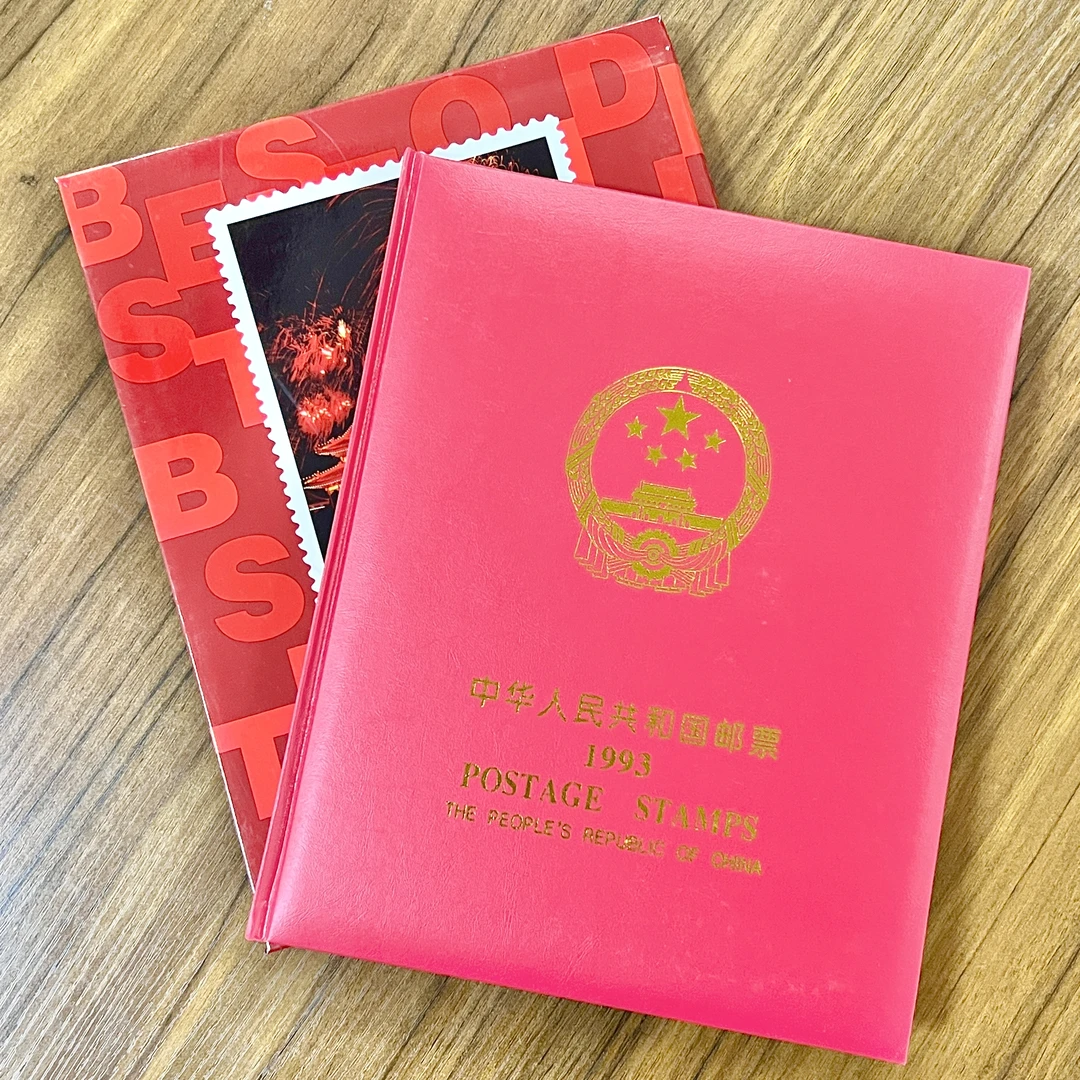 B E S T O P
S T
B
S
T
中华人民共和国邮票
1993
POSTAGE STAMPS
THE PEOPLE'S REPUBLIC OF CHINA